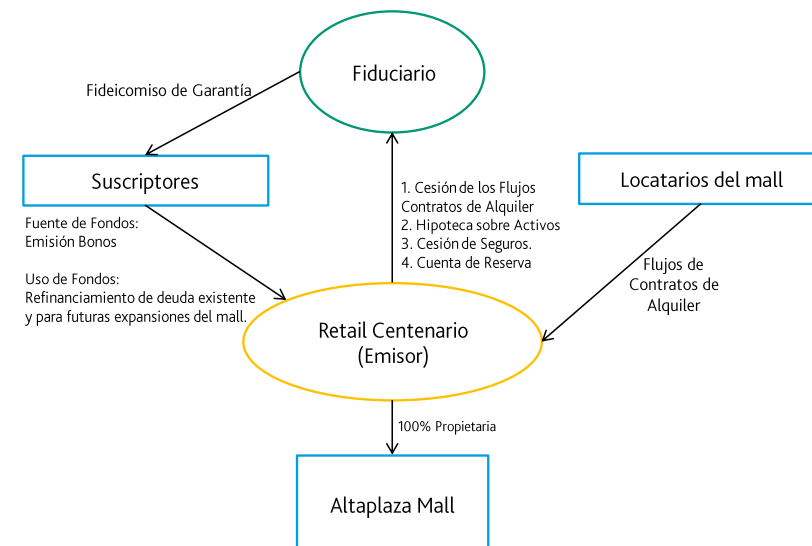 Fiduciario
Fideicomiso de Garantía
Suscriptores
Locatarios del mall
1. Cesión de los Flujos
Contratos de Alquiler
2. Hipoteca sobre Activos
3. Cesión de Seguros.
4. Cuenta de Reserva
Fuente de Fondos:
Emisión Bonos
Uso de Fondos:
Refinanciamiento de deuda existente
y para futuras expansiones del mall.
Flujos de
Contratos de
Alquiler
Retail Centenario
(Emisor)
100% Propietaria
Altaplaza Mall